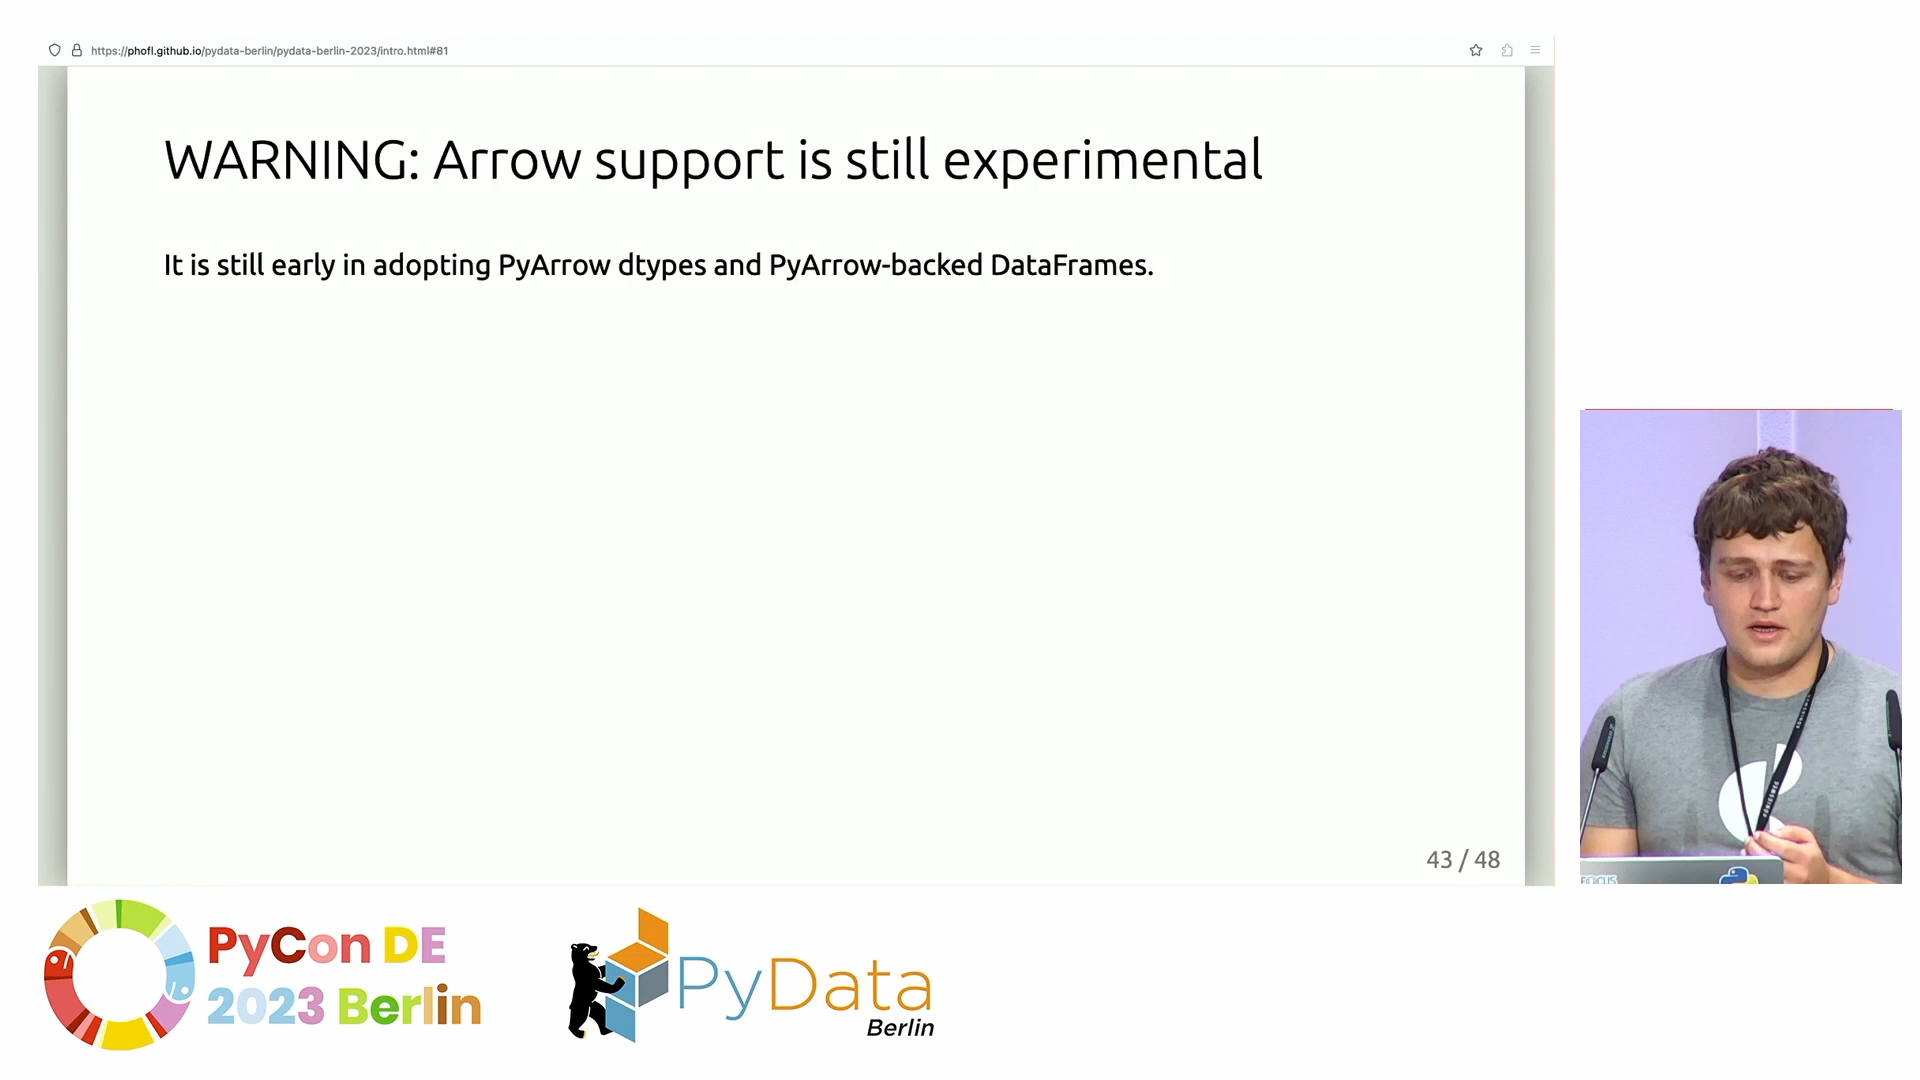 https://phofl.github.io/pydata-berlin/pydata-berlin-2023/intro.html#81
WARNING: Arrow support is still experimental
It is still early in adopting PyArrow dtypes and PyArrow-backed DataFrames.
43 / 48
FOCUS
PyCon DE
2023 Berlin
PyData
Berlin